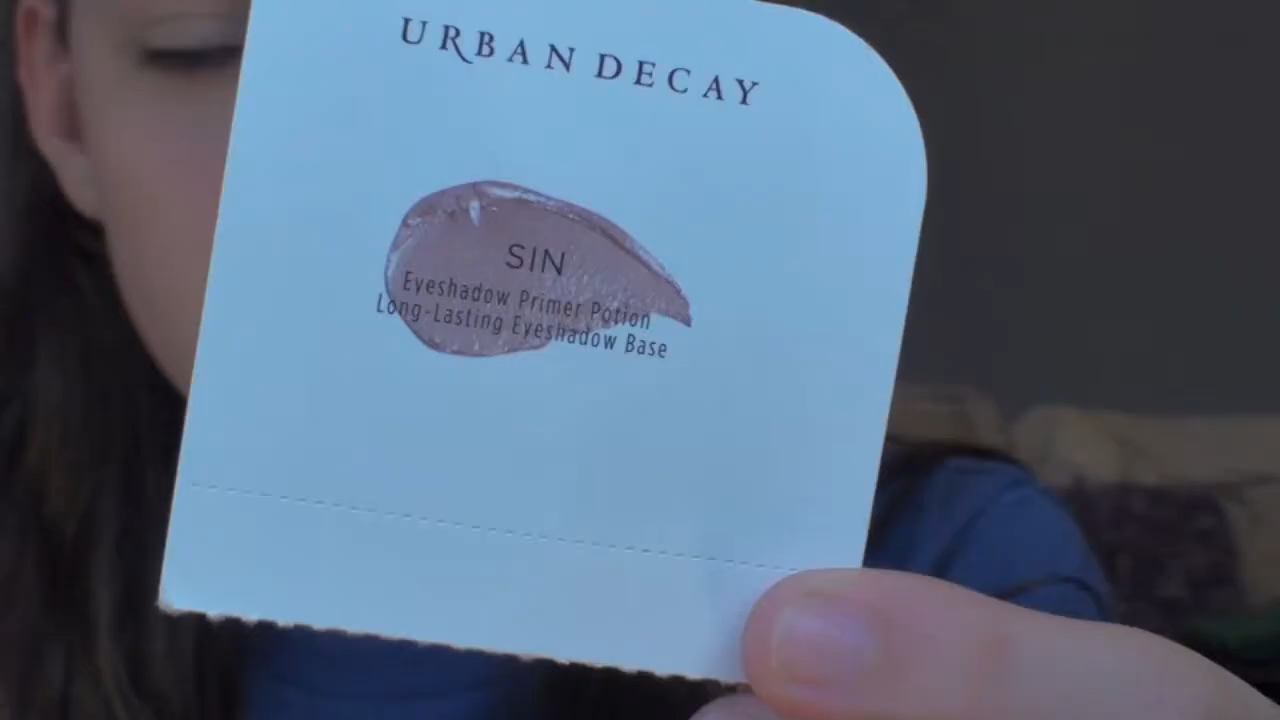 URBAN DECAY
SIN
Eyeshadow Primer Potion
Long-Lasting Eyeshadow Base